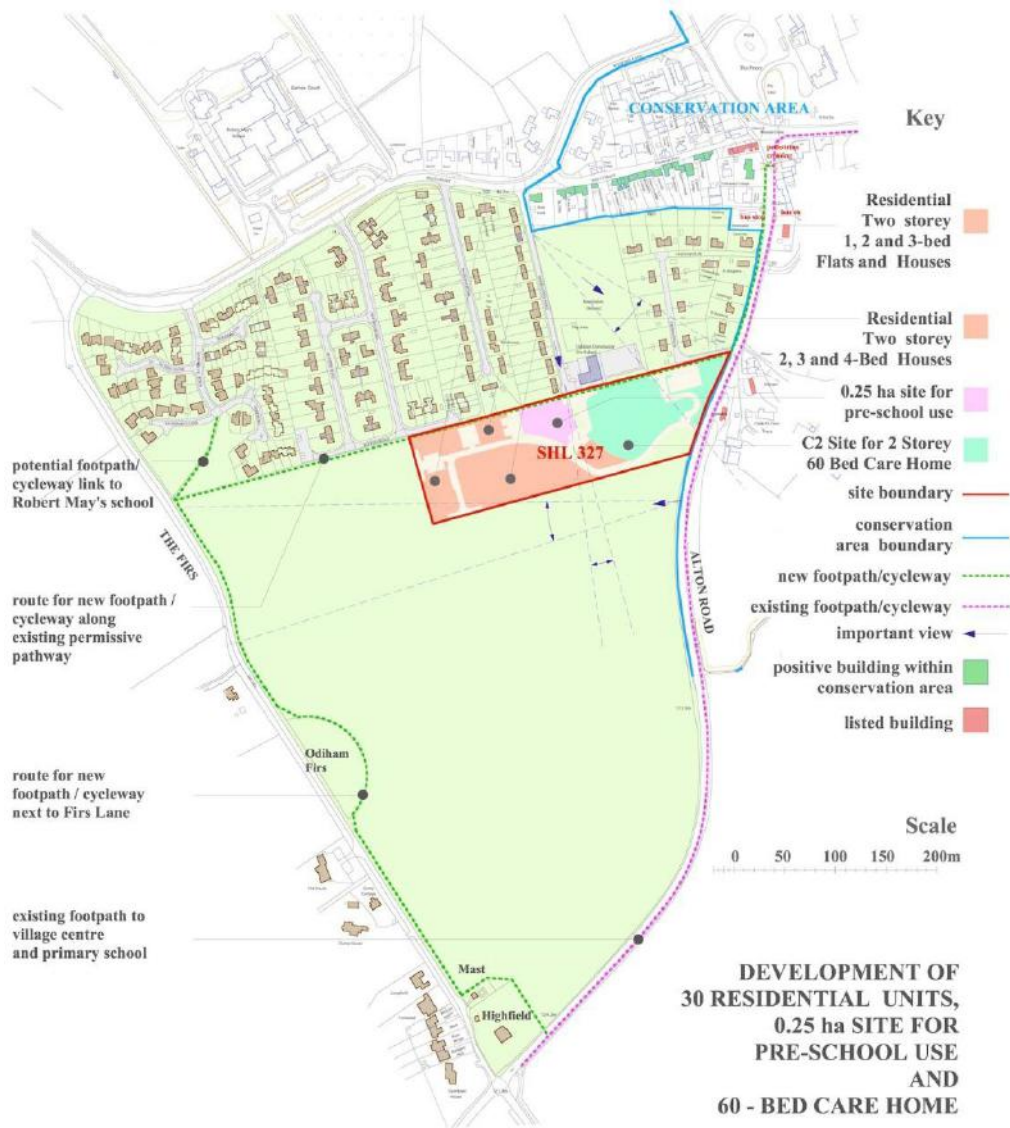 CONSERVATION AREA
pedestrian
crossing
Key
Residential
Two storey
1, 2 and 3-bed
Flats and Houses
Residential
Two storey
2, 3 and 4-Bed Houses
0.25 ha site for
pre-school use
C2 Site for 2 Storey
60 Bed Care Home
site boundary
conservation
area boundary
new footpath/cycleway
existing footpath/cycleway
important view
positive building within
conservation area
listed building
SHL 327
potential footpath/
cycleway link to
Robert May's school
THE FIRS
ALTON ROAD
route for new footpath /
cycleway along
existing permissive
pathway
Odiham
Firs
route for new
footpath / cycleway
next to Firs Lane
existing footpath to
village centre
and primary school
Mast
Highfield
Scale
0 50 100 150 200m
DEVELOPMENT OF
30 RESIDENTIAL UNITS,
0.25 ha SITE FOR
PRE-SCHOOL USE
AND
60 - BED CARE HOME